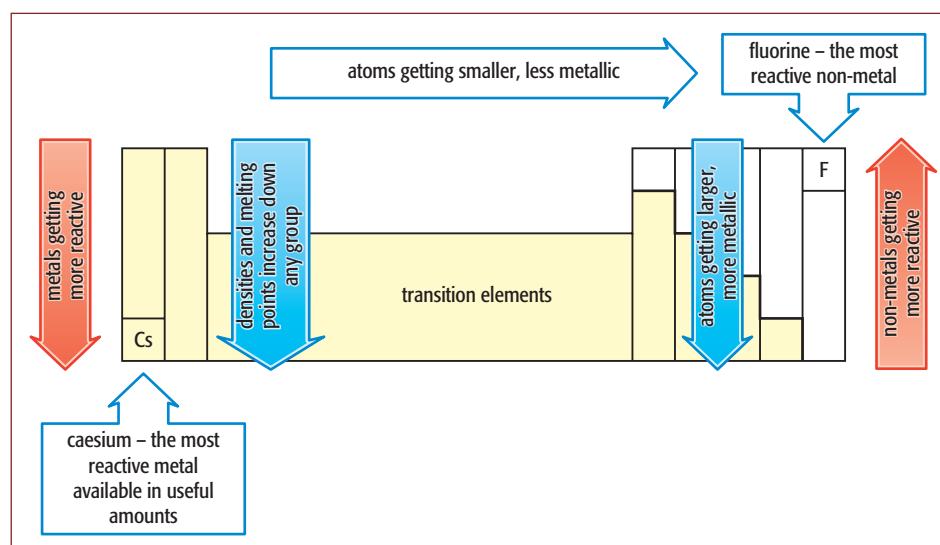 atoms getting smaller, less metallic
fluorine – the most
reactive non-metal
metals getting
more reactive
densities and melting
points increase down
any group
transition elements
atoms getting larger,
more metallic
F
non-metals getting
more reactive
Cs
caesium – the most
reactive metal
available in useful
amounts